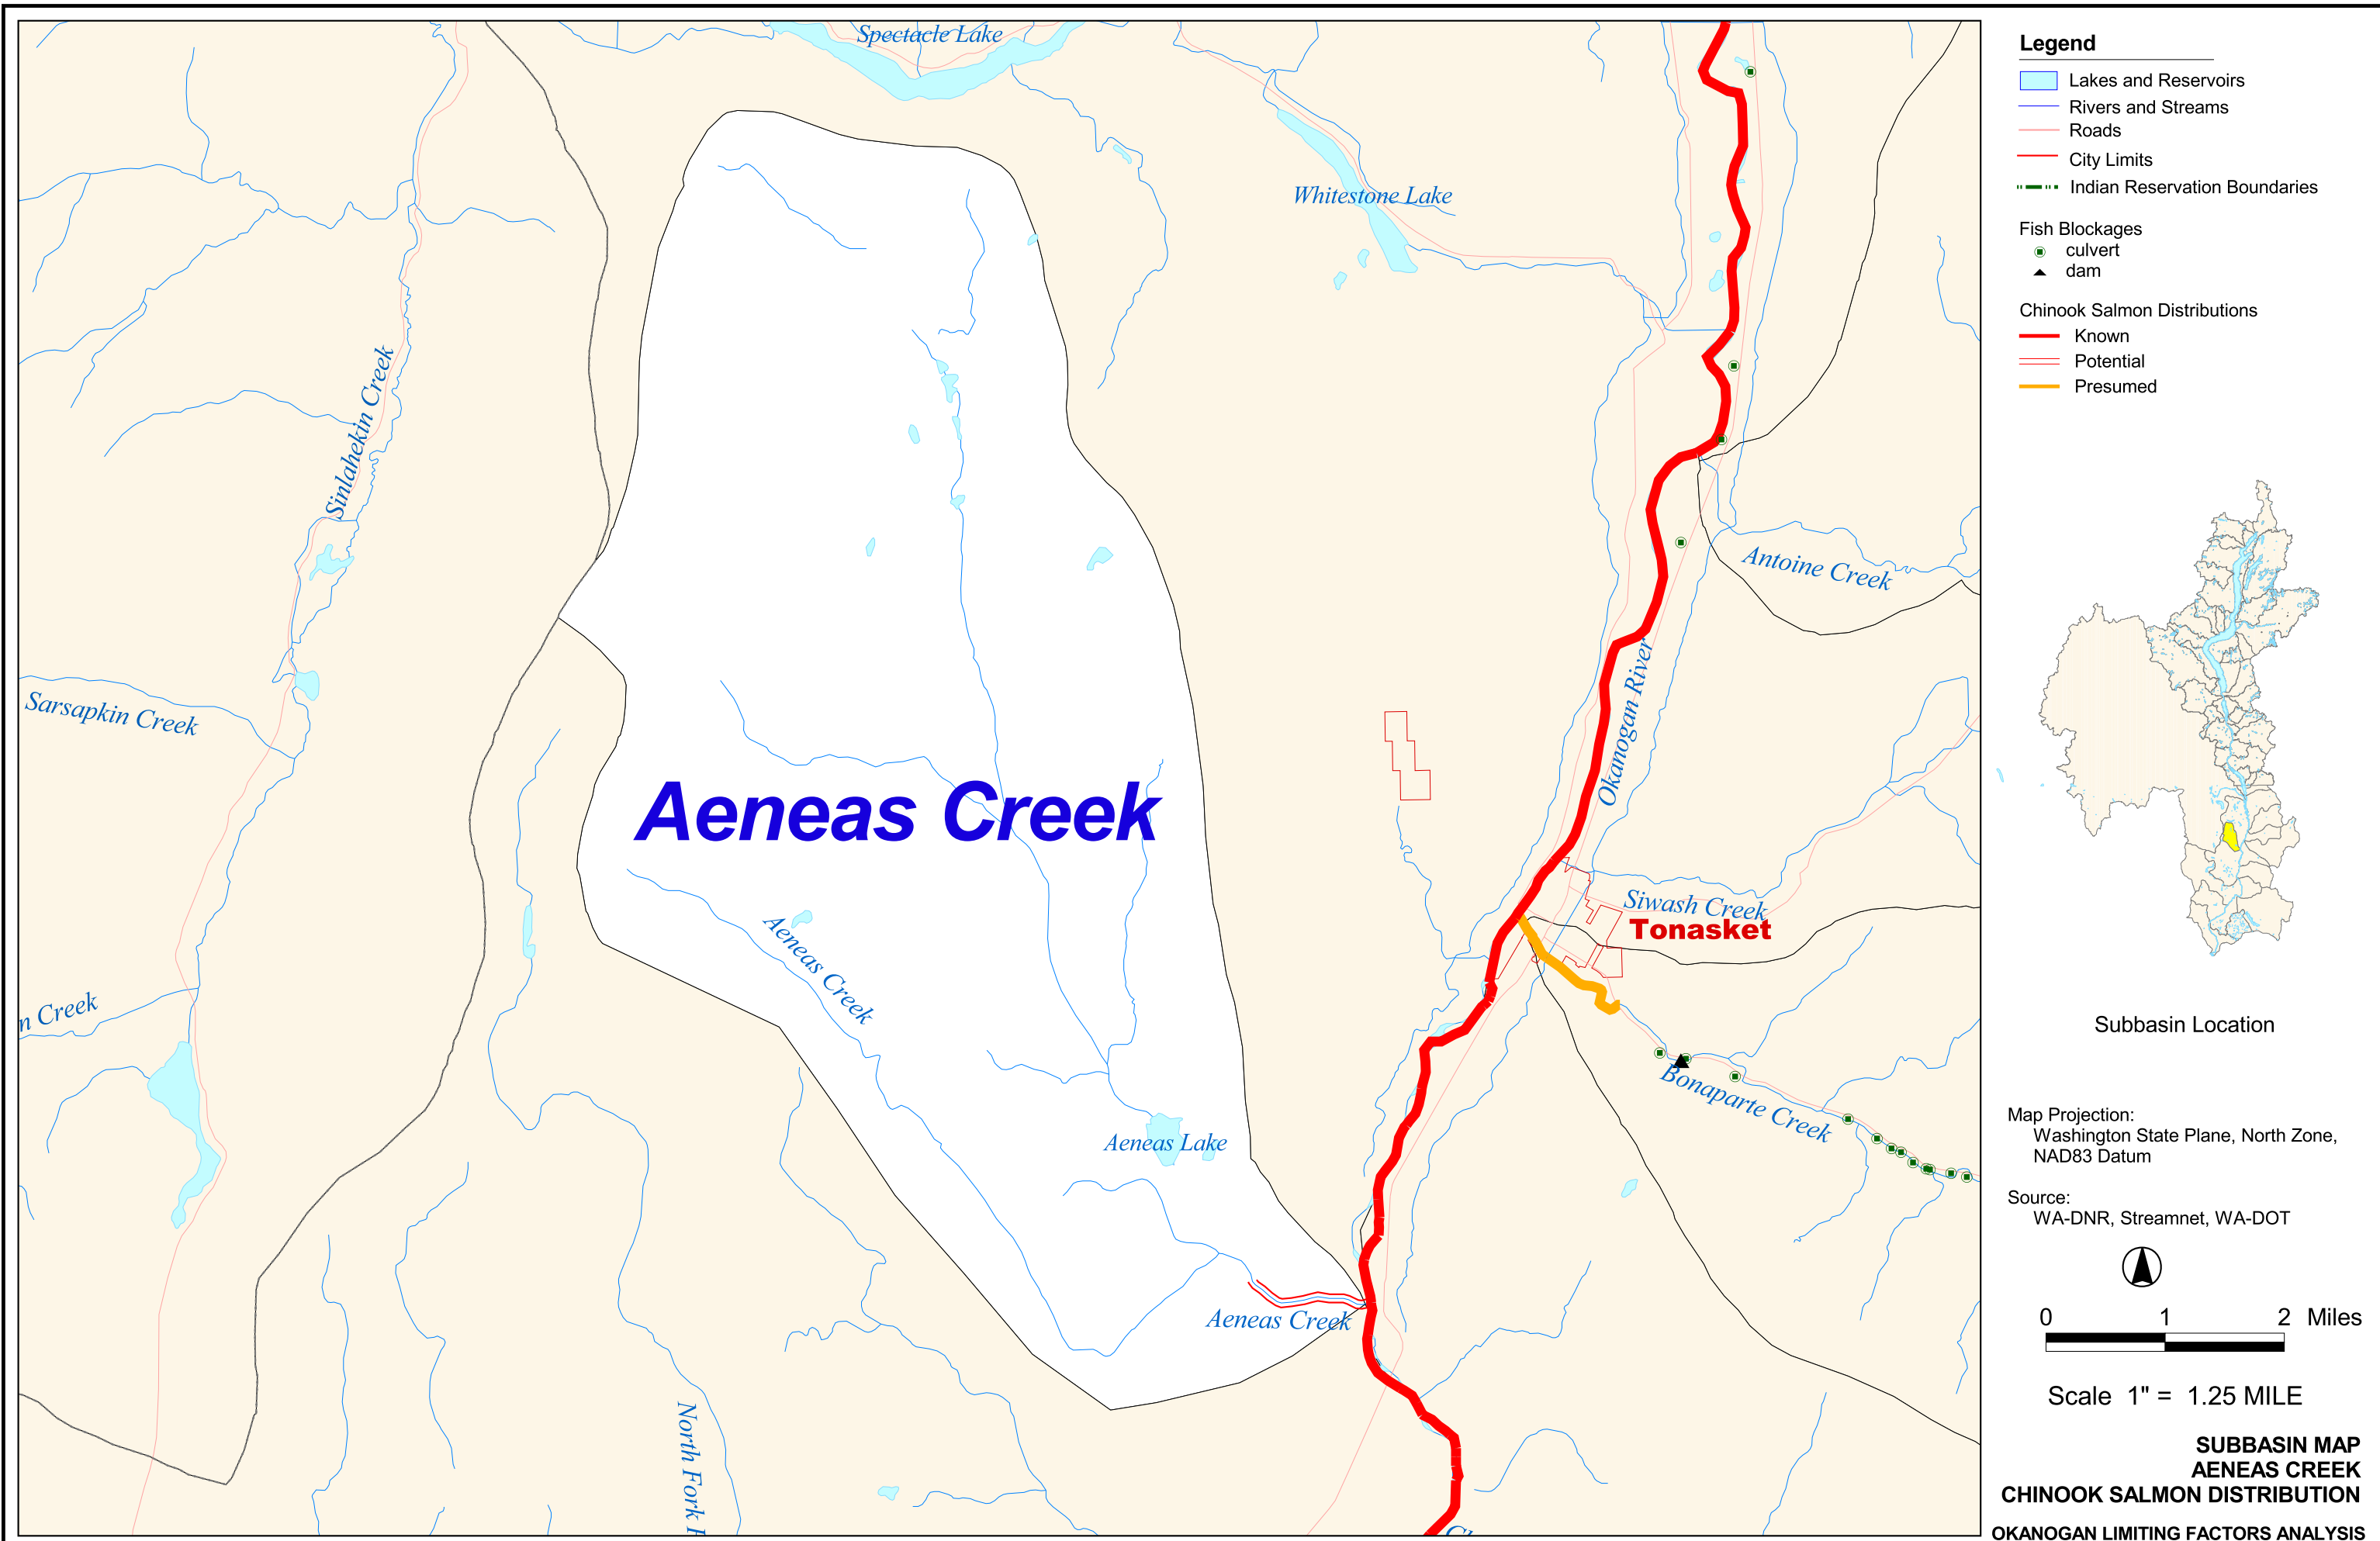 Spectacle Lake
Whitestone Lake
Sinlahekin Creek
Antoine Creek
Sarsapkin Creek
Okanogan River
Aeneas Creek
Siwash Creek
Tonasket
Aeneas Creek
n Creek
Bonaparte Creek
Aeneas Lake
Aeneas Creek
North Fork
Legend
Lakes and Reservoirs
Rivers and Streams
Roads
City Limits
Indian Reservation Boundaries
Fish Blockages
culvert
dam
Chinook Salmon Distributions
Known
Potential
Presumed
Subbasin Location
Map Projection:
Washington State Plane, North Zone,
NAD83 Datum
Source:
WA-DNR, Streamnet, WA-DOT
0 1 2 Miles
Scale 1" = 1.25 MILE
SUBBASIN MAP
AENEAS CREEK
CHINOOK SALMON DISTRIBUTION
OKANOGAN LIMITING FACTORS ANALYSIS